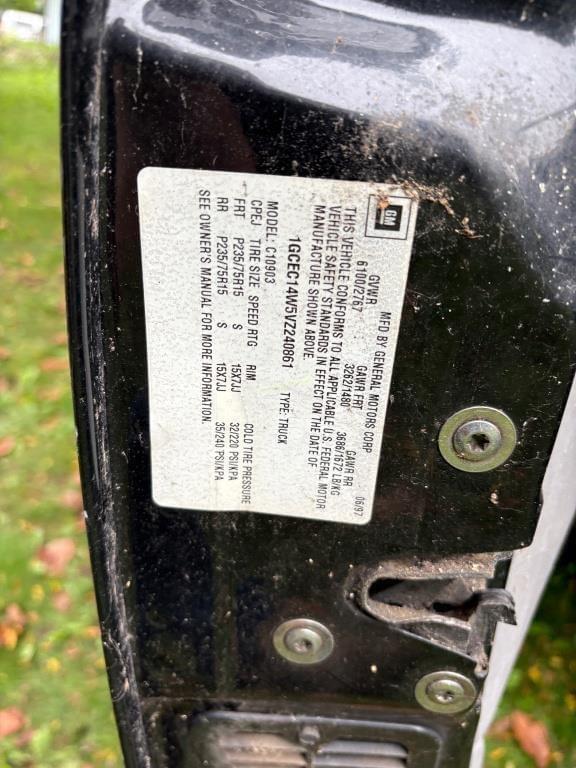 GM
MFD BY GENERAL MOTORS CORP
06/97
GVWR GAWR FRT GAWR RR
6100/2767 3262/1480 3686/1672 LB/KG
THIS VEHICLE CONFORMS TO ALL APPLICABLE U.S. FEDERAL MOTOR
VEHICLE SAFETY STANDARDS IN EFFECT ON THE DATE OF
MANUFACTURE SHOWN ABOVE.
1GCEC14W5VZ240861 TYPE: TRUCK
MODEL: C10903
CPEJ TIRE SIZE SPEED RTG RIM COLD TIRE PRESSURE
FRT P235/75R15 S 15X7JJ 32/220 PSI/KPA
RR P235/75R15 S 15X7JJ 35/240 PSI/KPA
SEE OWNER'S MANUAL FOR MORE INFORMATION.